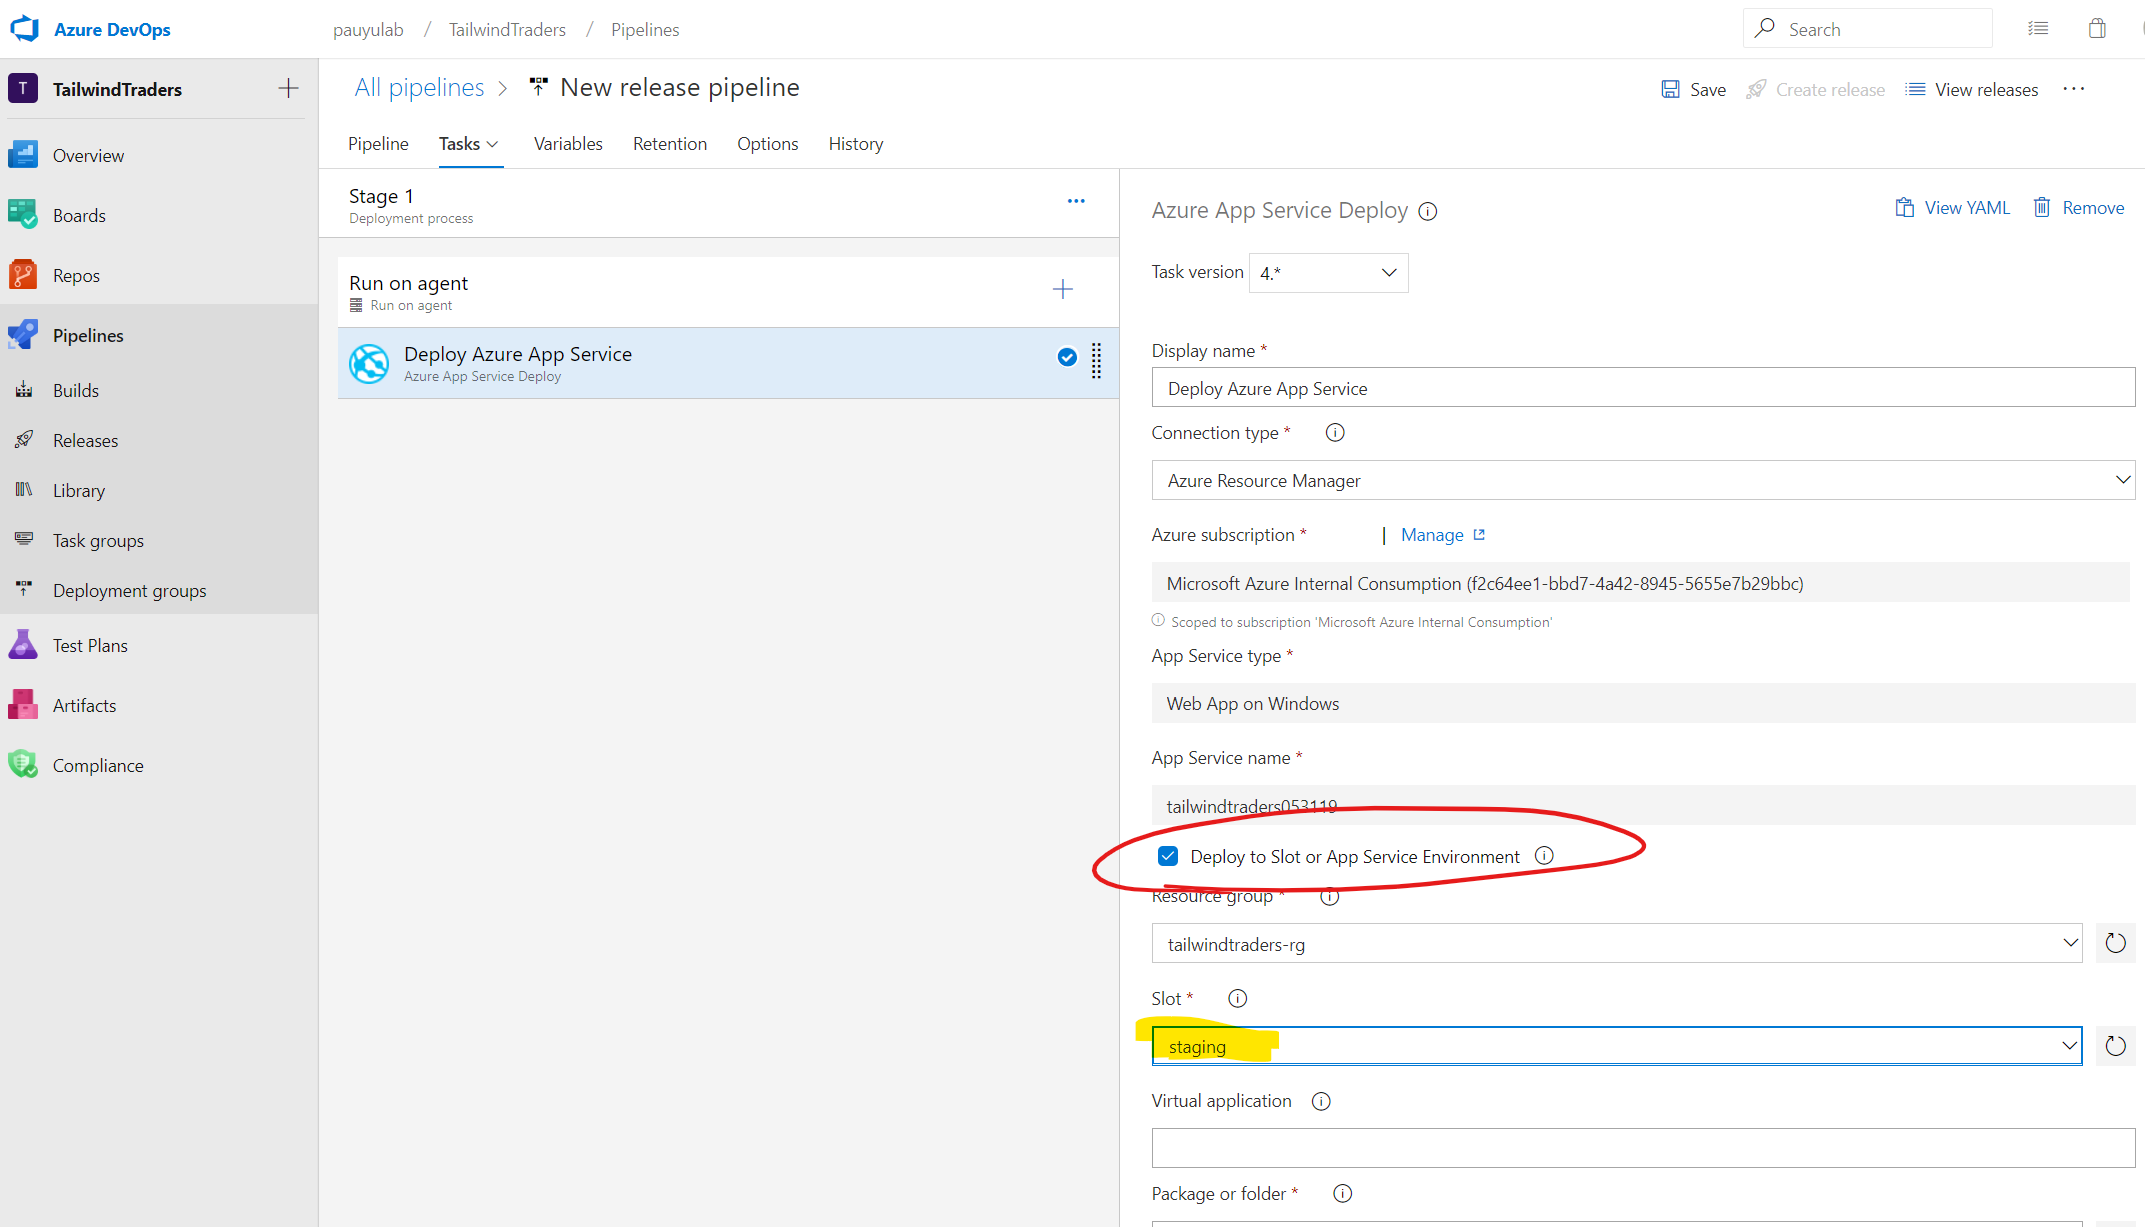 Azure DevOps
pauyulab / TailwindTraders / Pipelines
Search
T TailwindTraders
Overview
Boards
Repos
Pipelines
Builds
Releases
Library
Task groups
Deployment groups
Test Plans
Artifacts
Compliance
All pipelines > New release pipeline
Save Create release View releases ...
Pipeline Tasks Variables Retention Options History
Stage 1
Deployment process
Run on agent
Run on agent
Deploy Azure App Service
Azure App Service Deploy
Azure App Service Deploy
View YAML Remove
Task version 4.*
Display name *
Deploy Azure App Service
Connection type *
Azure Resource Manager
Azure subscription * | Manage
Microsoft Azure Internal Consumption (f2c64ee1-bbd7-4a42-8945-5655e7b29bbc)
Scoped to subscription 'Microsoft Azure Internal Consumption'
App Service type *
Web App on Windows
App Service name *
tailwindtraders053119
Deploy to Slot or App Service Environment
Resource group *
tailwindtraders-rg
Slot *
staging
Virtual application
Package or folder *